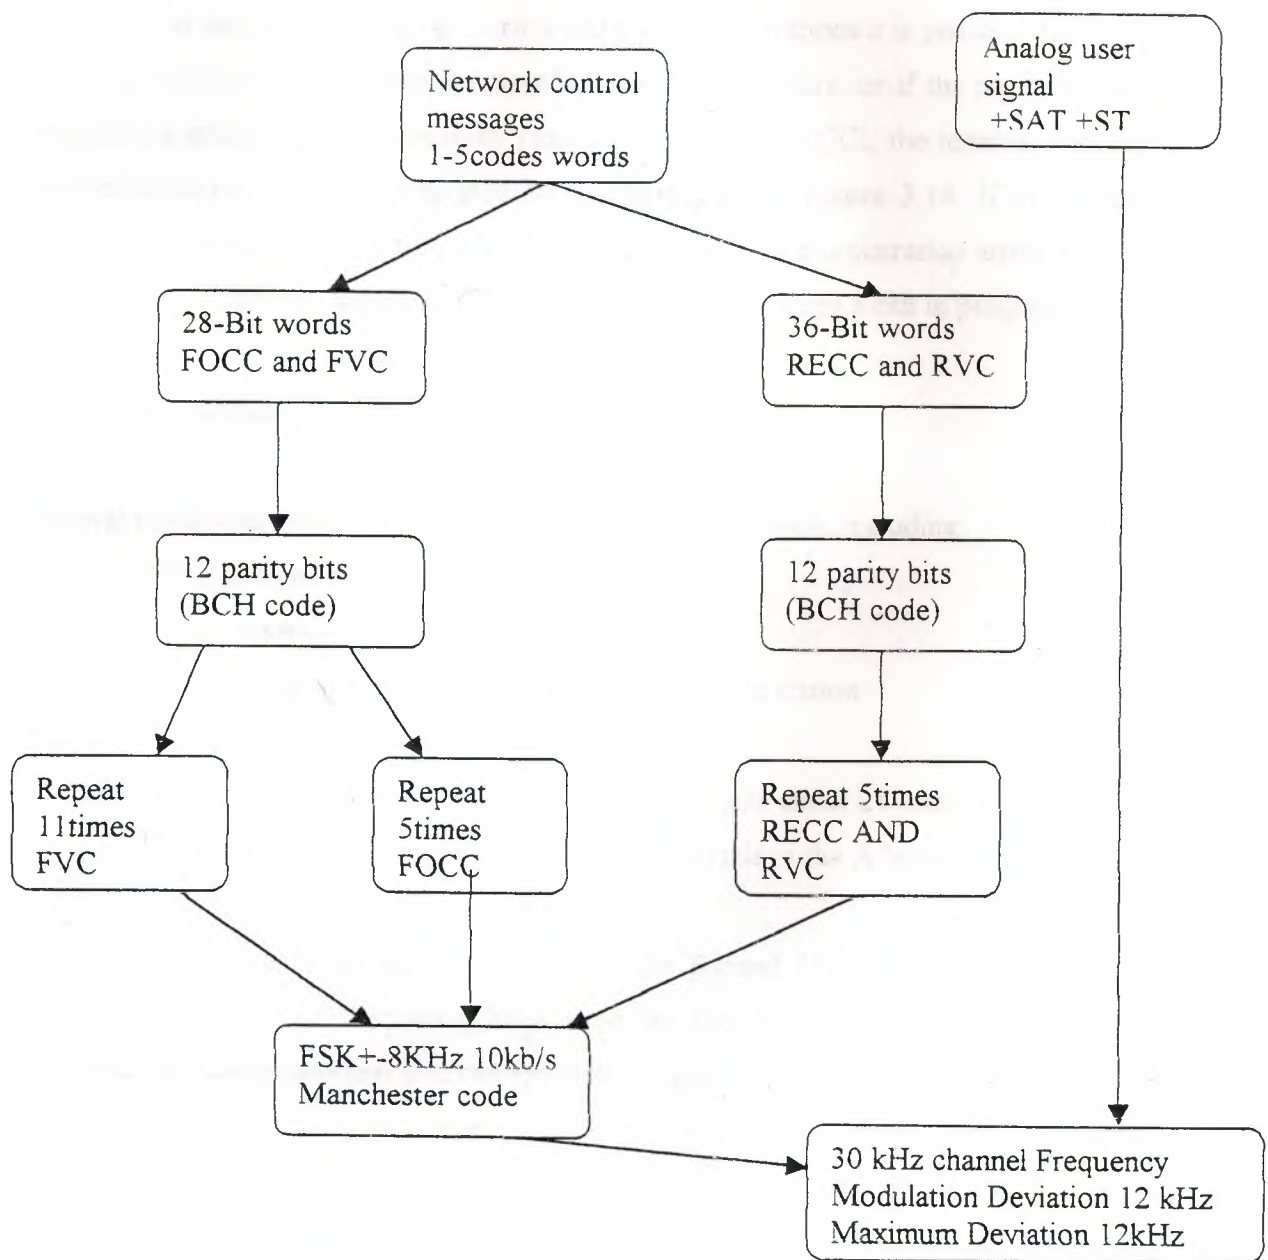 Network control
messages
1-5codes words
Analog user
signal
+SAT +ST
28-Bit words
FOCC and FVC
36-Bit words
RECC and RVC
12 parity bits
(BCH code)
12 parity bits
(BCH code)
Repeat
11times
FVC
Repeat
5times
FOCC
Repeat 5times
RECC AND
RVC
FSK+-8KHz 10kb/s
Manchester code
30 kHz channel Frequency
Modulation Deviation 12 kHz
Maximum Deviation 12kHz